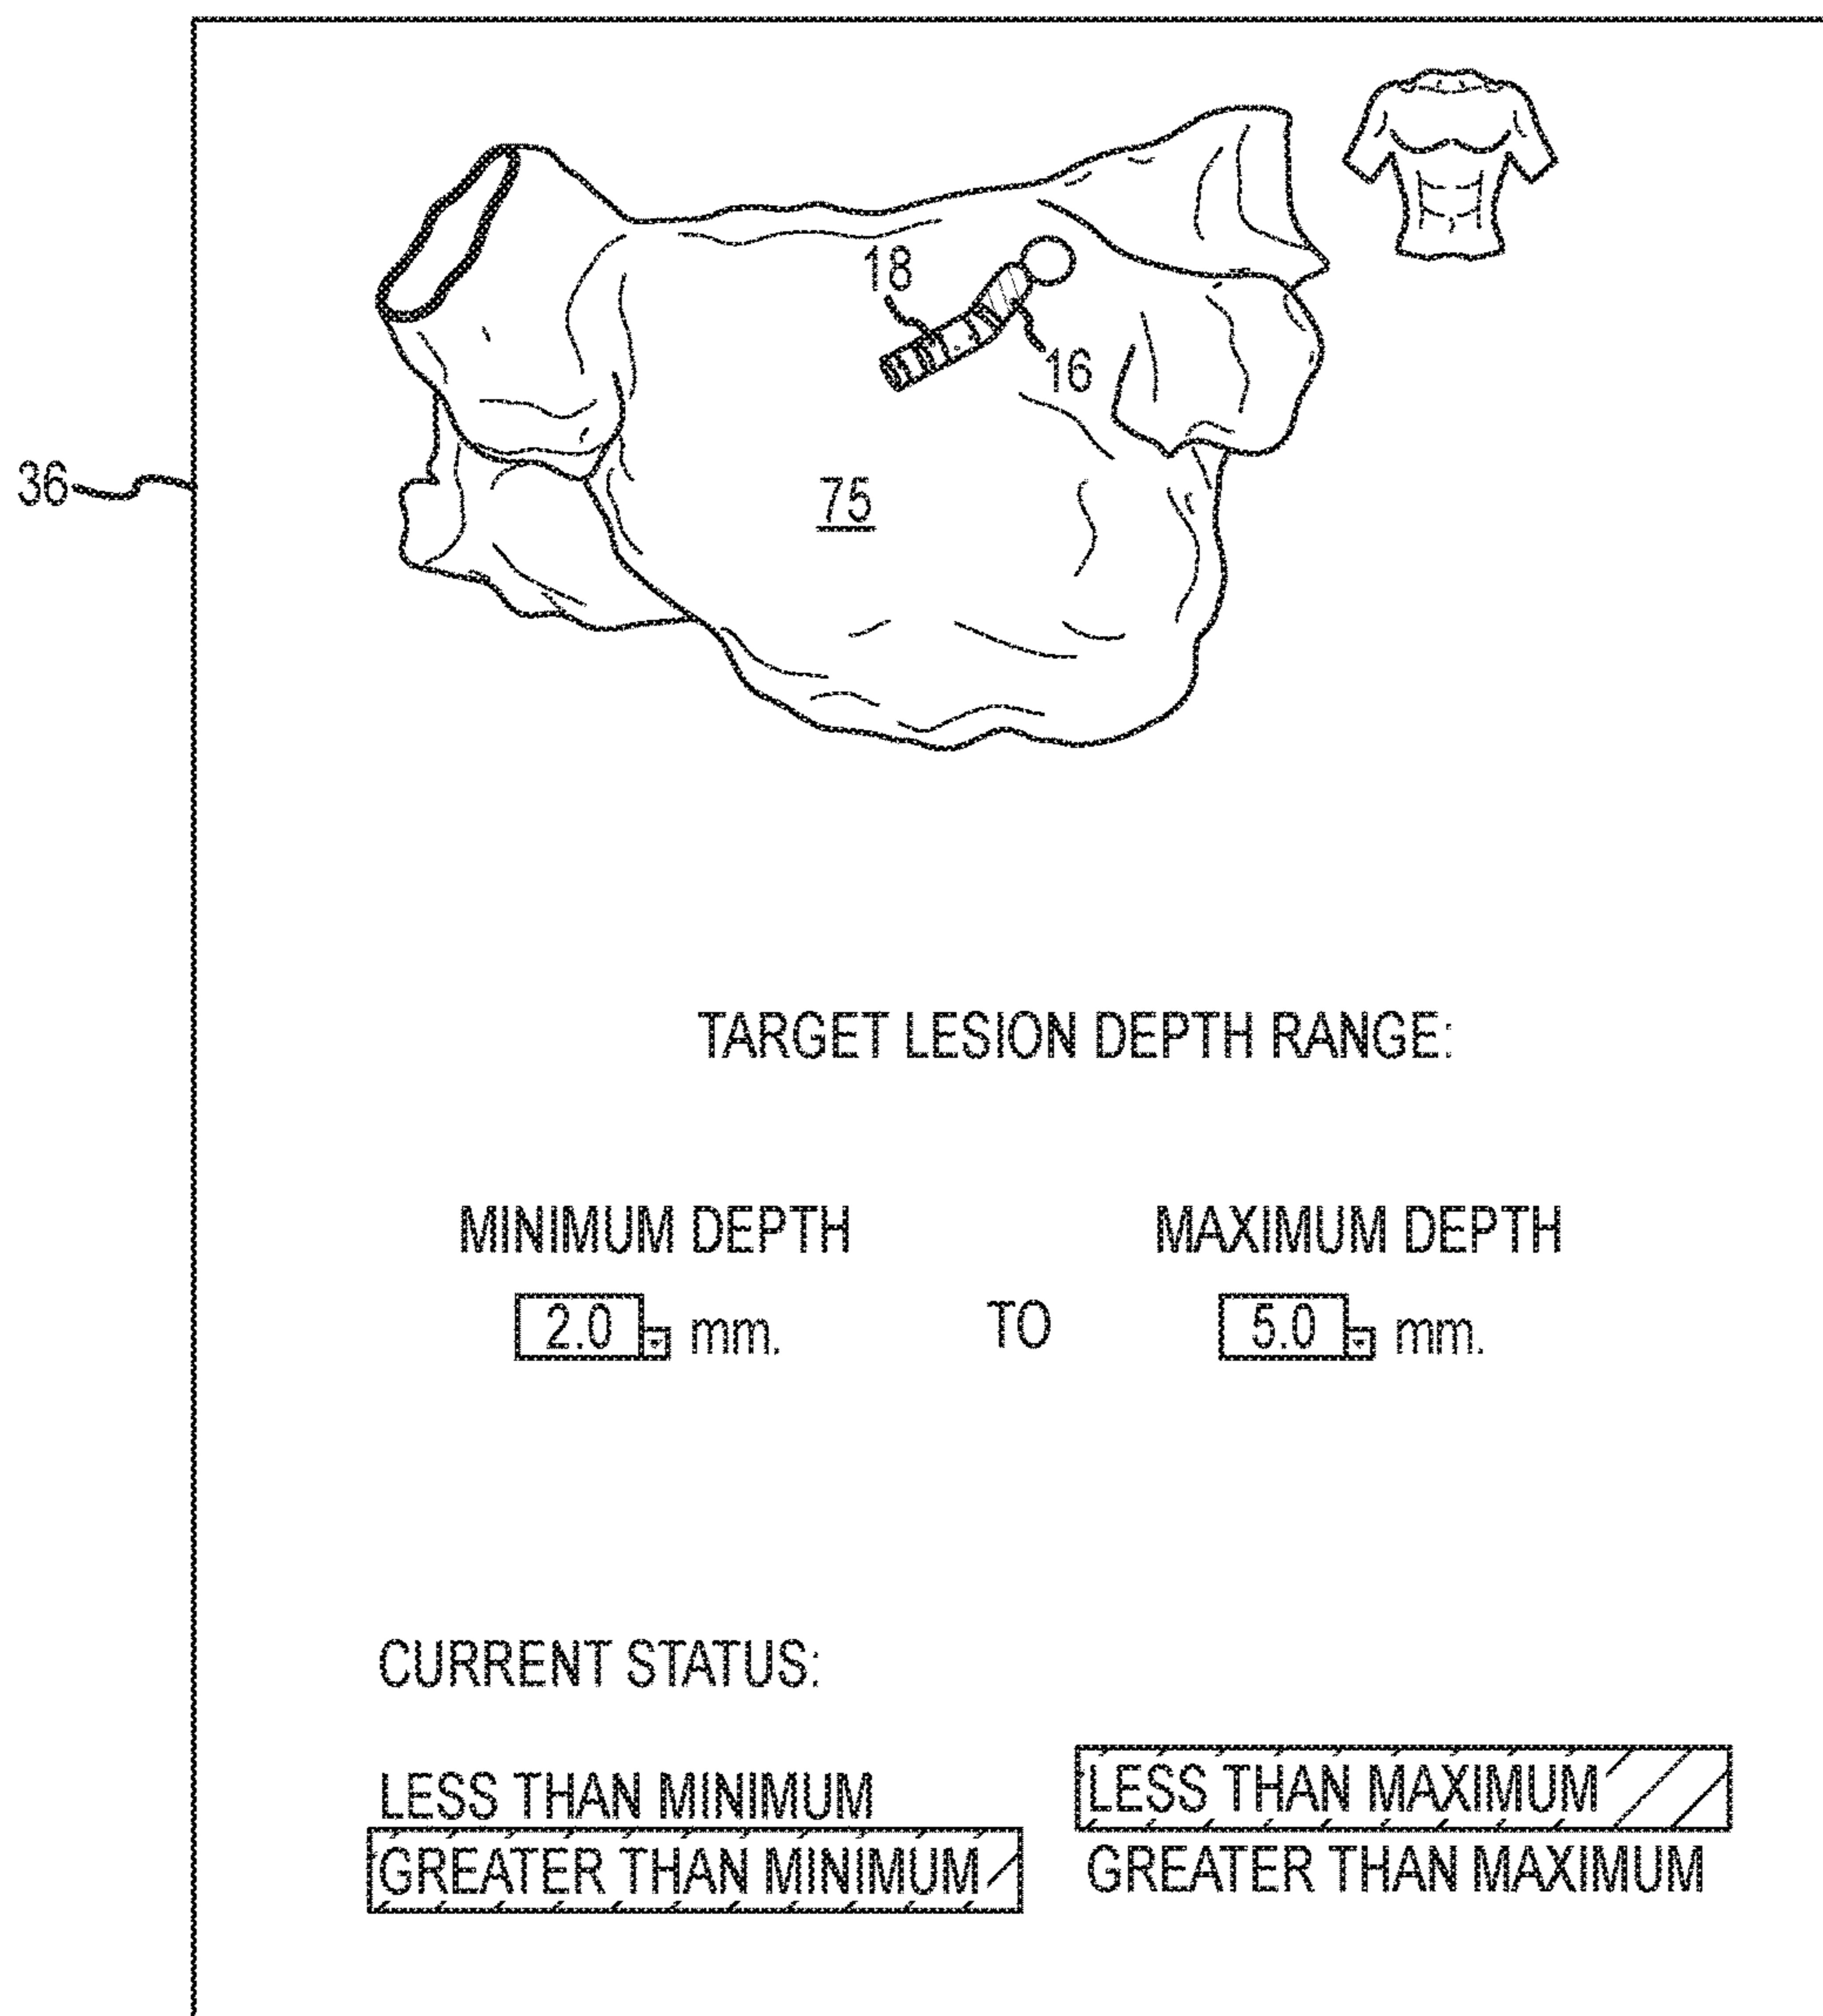 18
16
36
75
TARGET LESION DEPTH RANGE:
MINIMUM DEPTH MAXIMUM DEPTH
2.0 mm. TO 5.0 mm.
CURRENT STATUS:
LESS THAN MINIMUM LESS THAN MAXIMUM
GREATER THAN MINIMUM GREATER THAN MAXIMUM